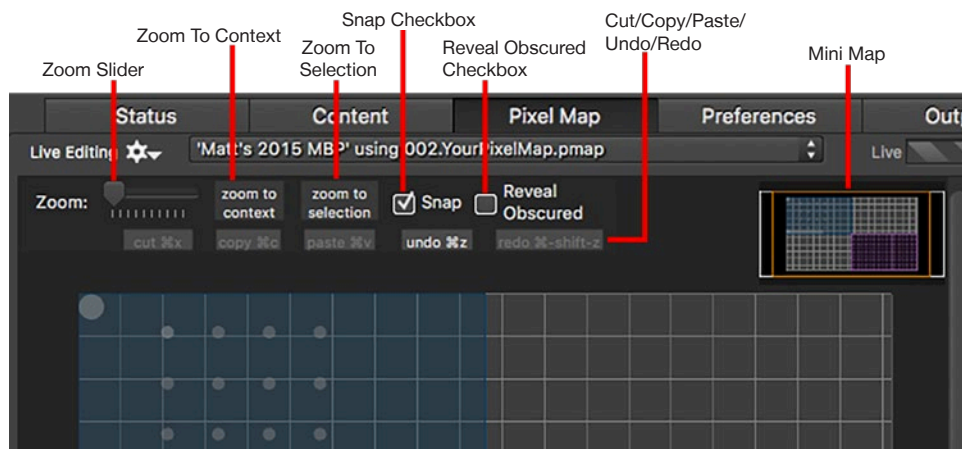 Zoom Slider
Zoom To Context
Zoom To
Selection
Snap Checkbox
Reveal Obscured
Checkbox
Cut/Copy/Paste/
Undo/Redo
Mini Map
Status
Content
Pixel Map
Preferences
Live Editing
'Matt's 2015 MBP' using 002.YourPixelMap.pmap
Live
Zoom:
zoom to
context
zoom to
selection
Snap
Reveal
Obscured
cut ⌘x
copy ⌘c
paste ⌘v
undo ⌘z
redo ⌘-shift-z